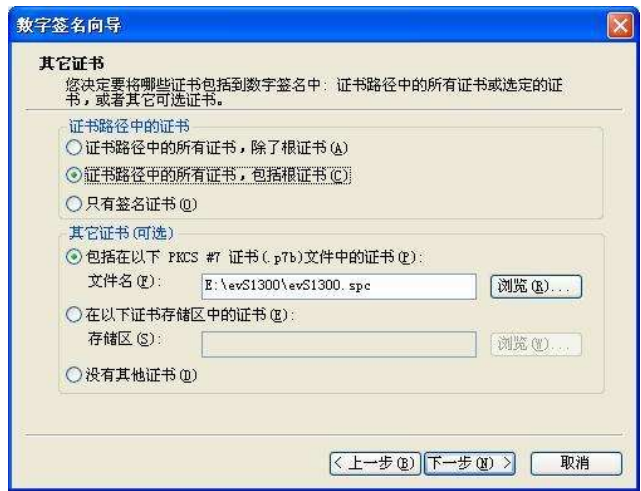 数字签名向导
其它证书
您决定要将哪些证书包括到数字签名中: 证书路径中的所有证书或选定的证
书，或者其它可选证书。
证书路径中的证书
证书路径中的所有证书，除了根证书(A)
证书路径中的所有证书，包括根证书(C)
只有签名证书(O)
其它证书(可选)
包括在以下 PKCS #7 证书(.p7b)文件中的证书(P):
文件名(F):
E:\evS1300\evS1300.spc
浏览(R)...
在以下证书存储区中的证书(E):
存储区(S):
浏览(W)...
没有其他证书(D)
< 上一步(B)
下一步(N) >
取消